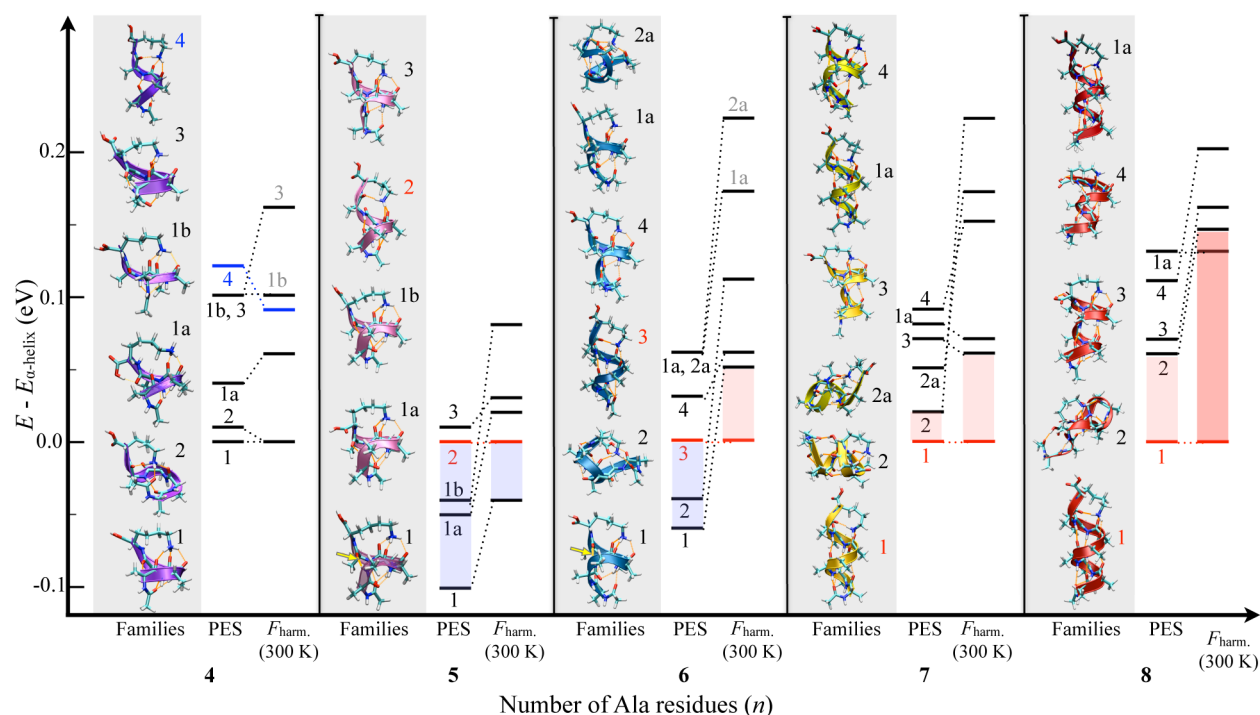 E - Eα-helix (eV)
0.2
0.1
0.0
-0.1
4
3
1b
1a
2
1
3
1b
4
1b, 3
1a
2
1
Families
PES
Fharm.
(300 K)
4
3
2
1b
1a
1
3
2
1b
1a
1
Families
PES
Fharm.
(300 K)
5
2a
1a
4
3
2
1
2a
1a
1a, 2a
4
3
2
1
Families
PES
Fharm.
(300 K)
6
4
1a
3
2a
2
1
4
1a
3
2a
2
1
Families
PES
Fharm.
(300 K)
7
1a
4
3
2
1
1a
4
3
2
1
Families
PES
Fharm.
(300 K)
8
Number of Ala residues (n)